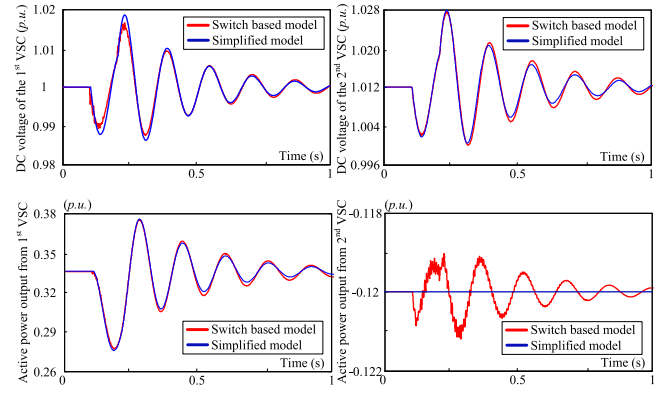 DC voltage of the 1st VSC (p.u.)
1.02
1.01
1
0.99
0.98
Switch based model
Simplified model
Time (s)
0
0.5
1
DC voltage of the 2nd VSC (p.u.)
1.028
1.02
1.012
1.004
0.996
Switch based model
Simplified model
Time (s)
0
0.5
1
Active power output from 1st VSC
(p.u.)
0.38
0.35
0.32
0.29
0.26
Switch based model
Simplified model
Time (s)
0
0.5
1
Active power output from 2nd VSC
(p.u.)
-0.118
-0.12
-0.122
Switch based model
Simplified model
Time (s)
0
0.5
1